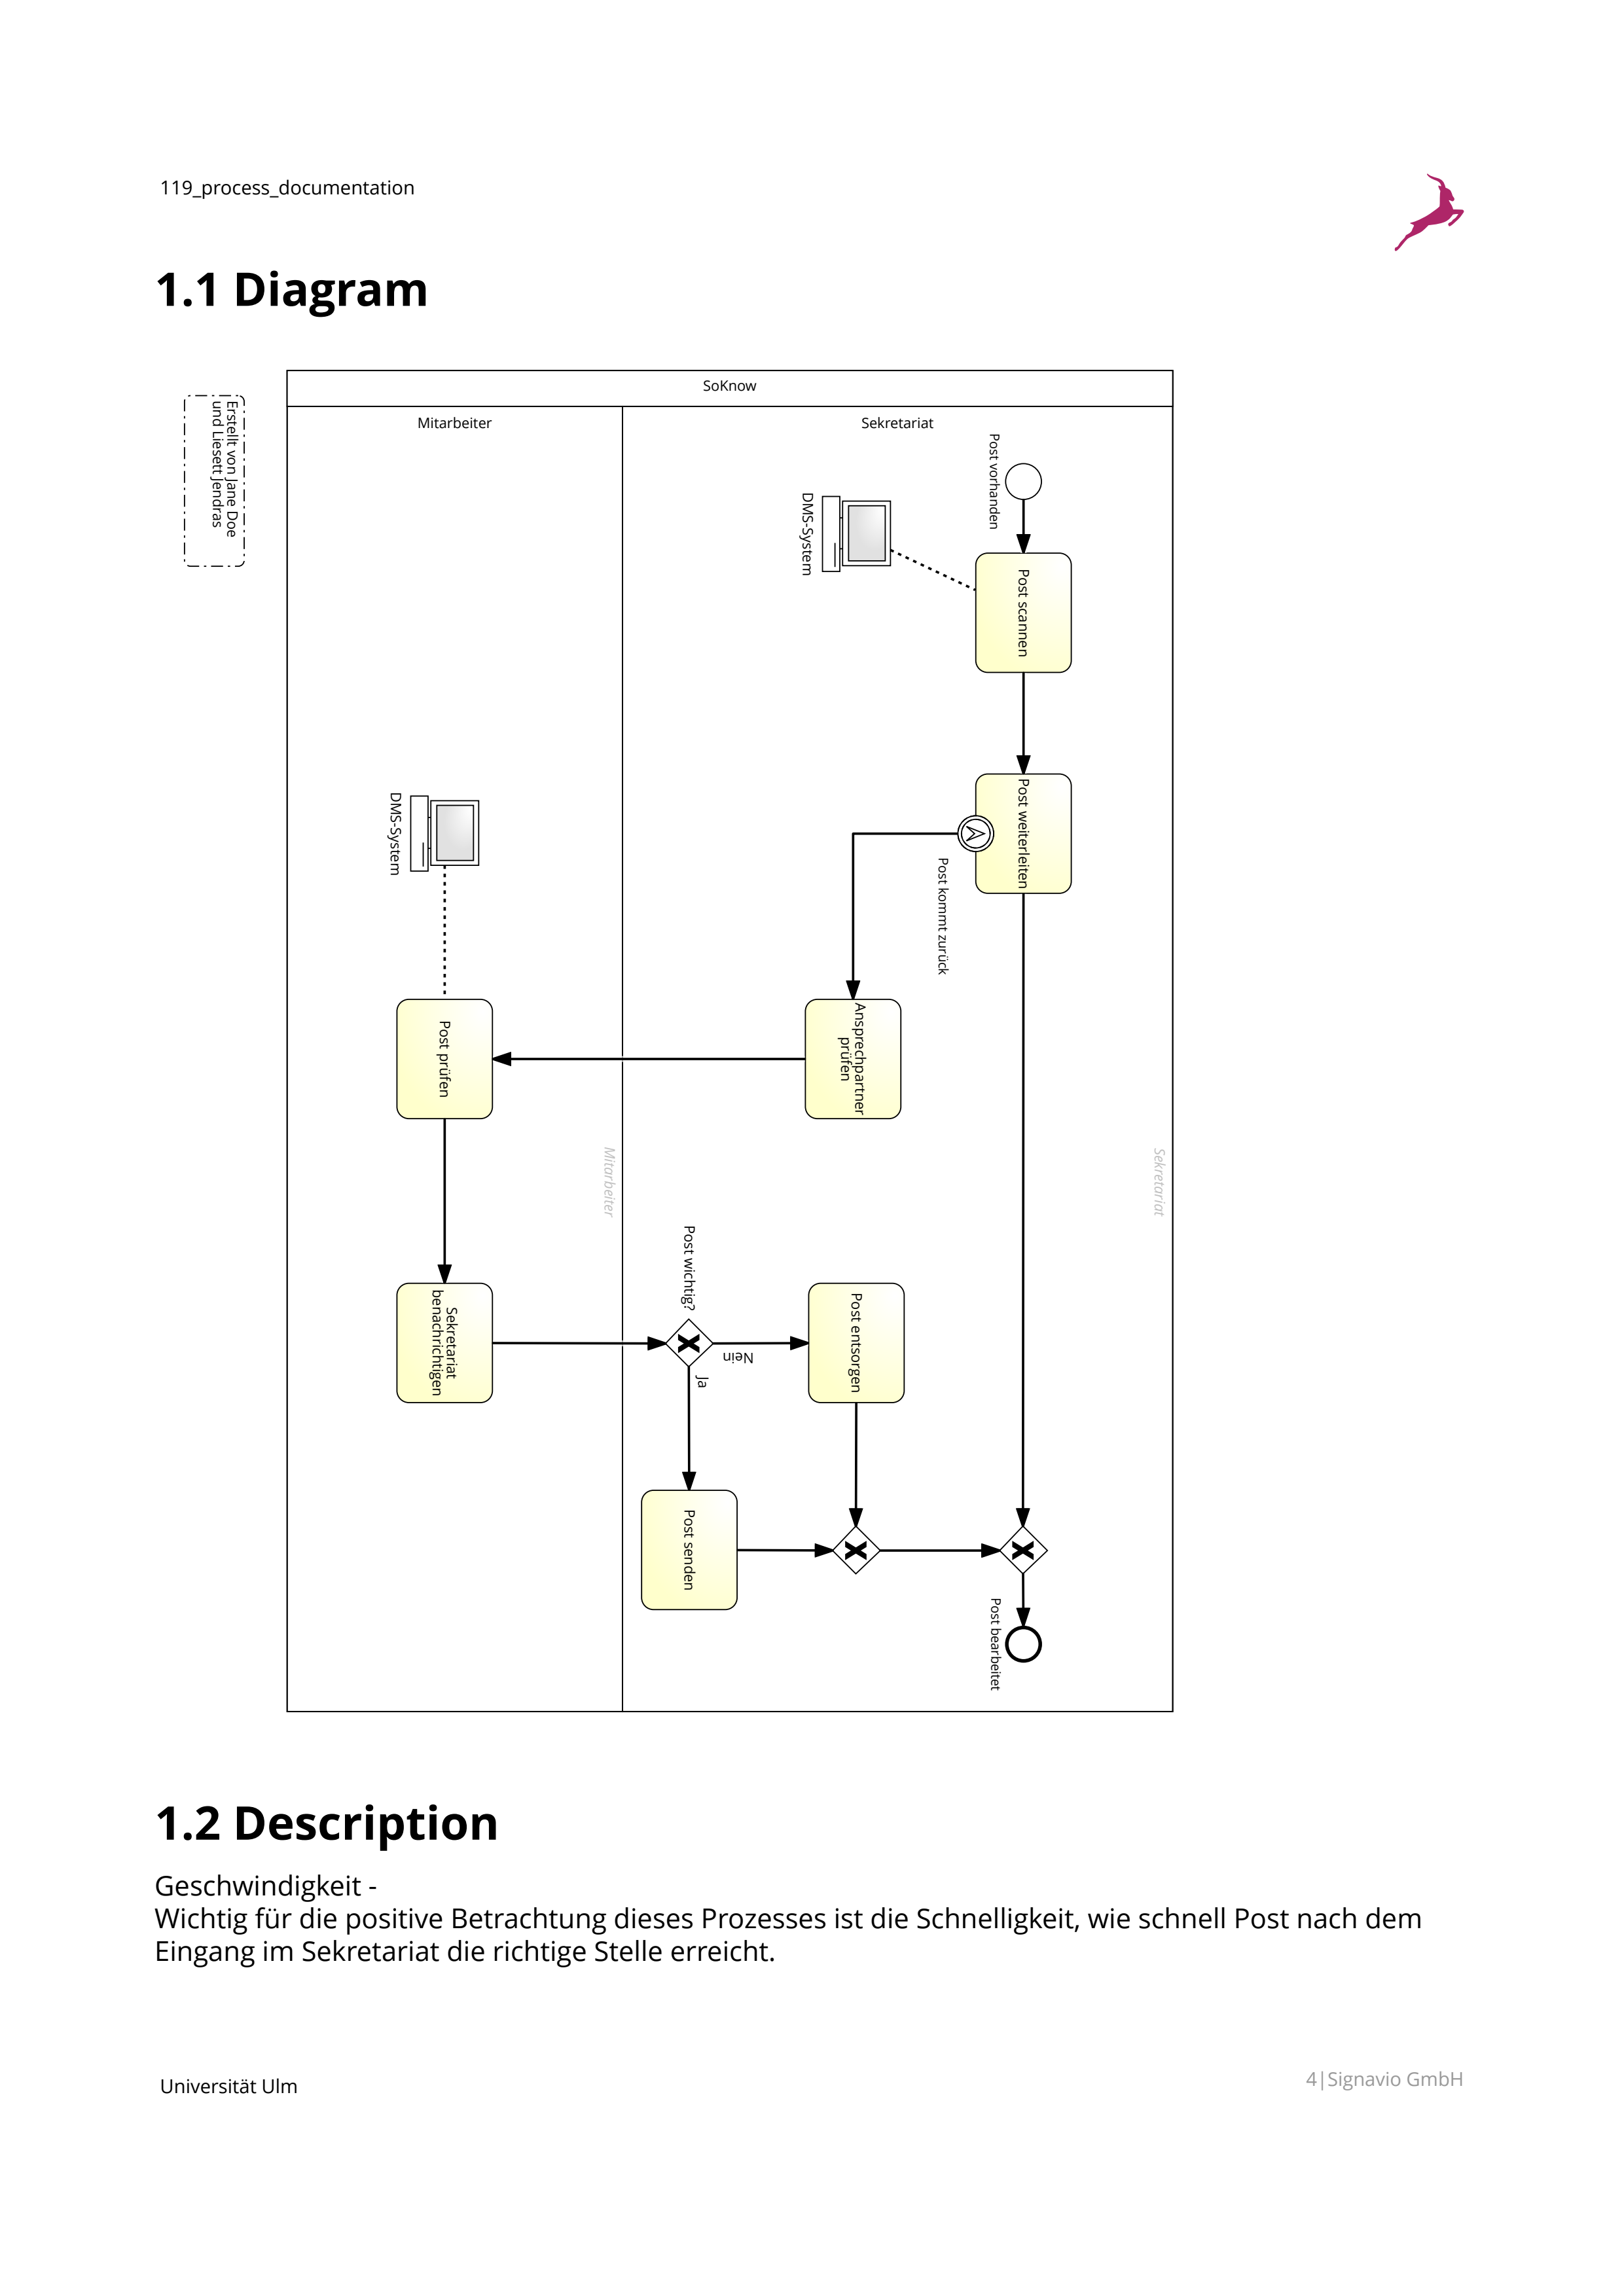 119_process_documentation
1.1 Diagram
SoKnow
Mitarbeiter
Sekretariat
Erstellt von Jane Doe
und Liesett Jendras
Post vorhanden
DMS-System
Post scannen
Post weiterleiten
Post kommt zurück
DMS-System
Ansprechpartner
prüfen
Post prüfen
Mitarbeiter
Sekretariat
Sekretariat
benachrichtigen
Post wichtig?
Nein
Ja
Post entsorgen
Post senden
Post bearbeitet
1.2 Description
Geschwindigkeit -
Wichtig für die positive Betrachtung dieses Prozesses ist die Schnelligkeit, wie schnell Post nach dem
Eingang im Sekretariat die richtige Stelle erreicht.
Universität Ulm
4|Signavio GmbH